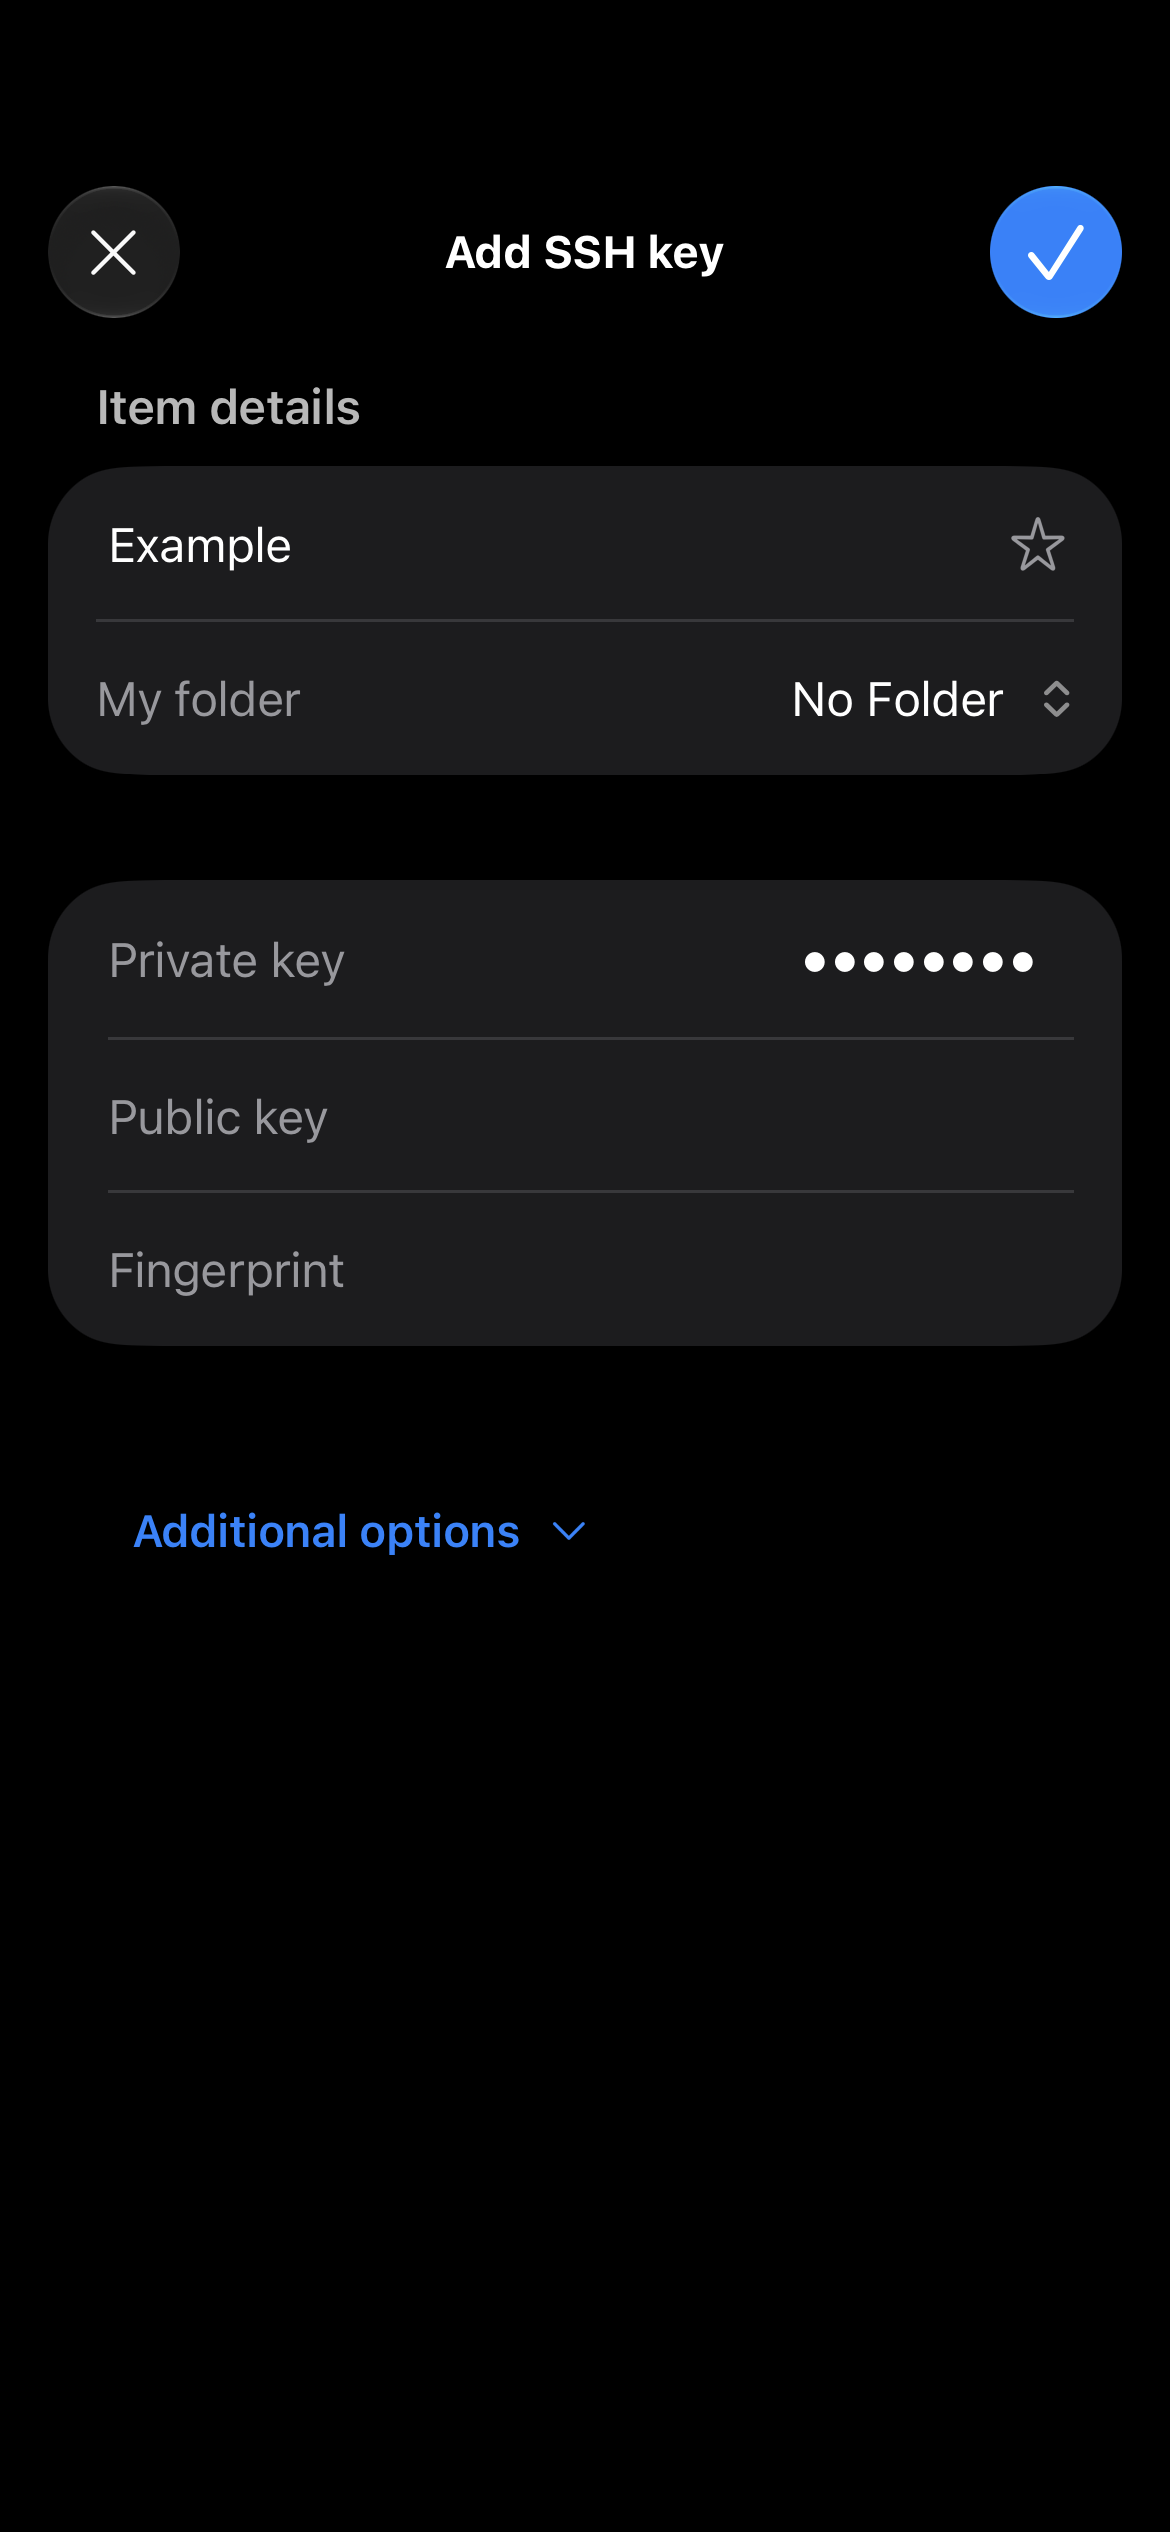 Add SSH key
Item details
Example
My folder No Folder
Private key ••••••••
Public key
Fingerprint
Additional options